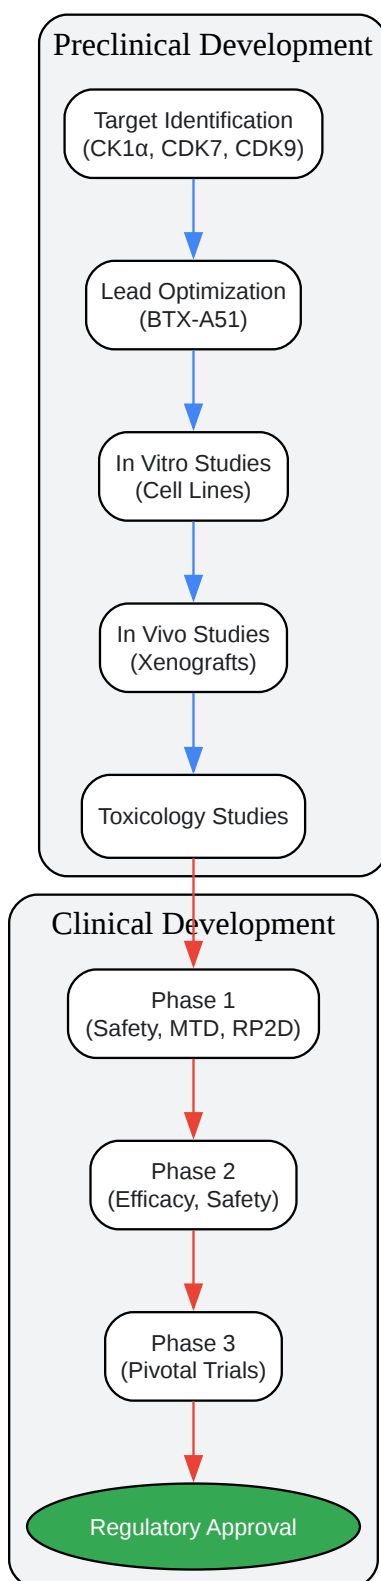 Preclinical Development
Target Identification
(CK1α, CDK7, CDK9)
Lead Optimization
(BTX-A51)
In Vitro Studies
(Cell Lines)
In Vivo Studies
(Xenografts)
Toxicology Studies
Clinical Development
Phase 1
(Safety, MTD, RP2D)
Phase 2
(Efficacy, Safety)
Phase 3
(Pivotal Trials)
Regulatory Approval